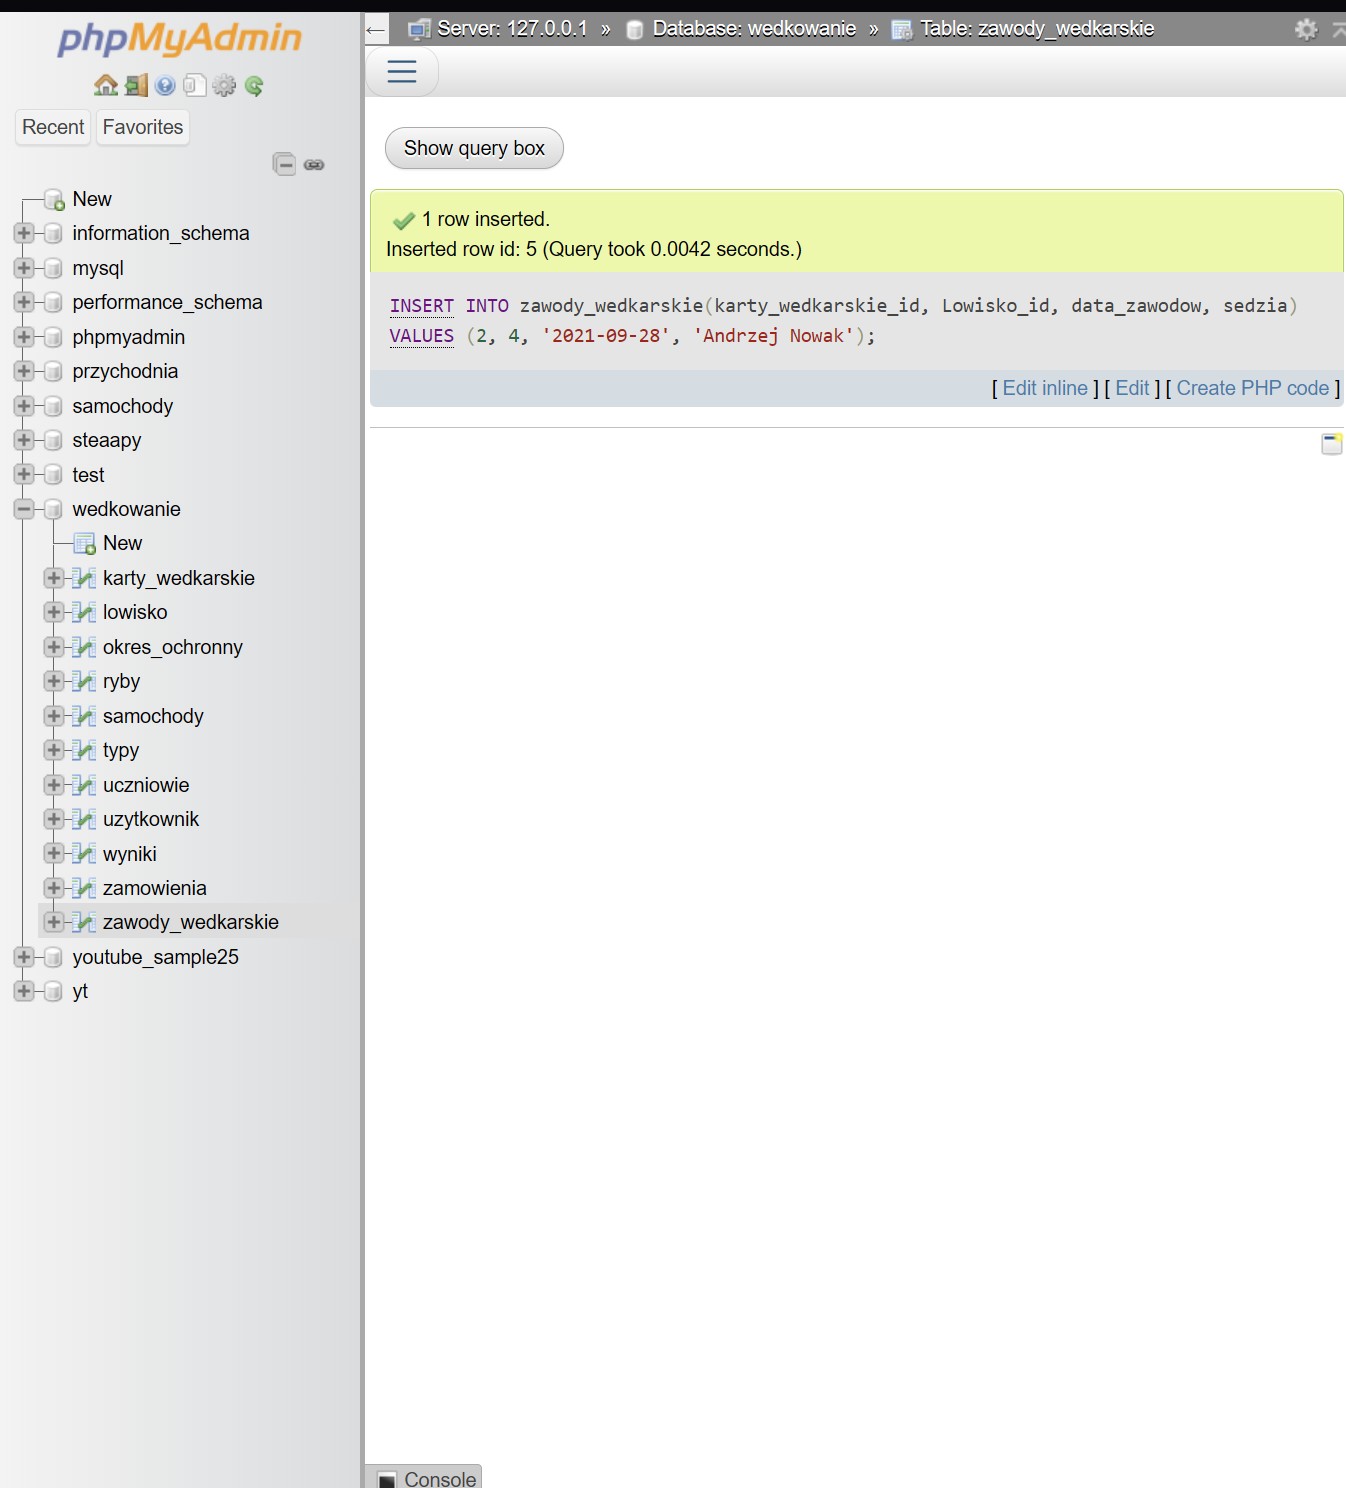 phpMyAdmin
Recent Favorites
New
information_schema
mysql
performance_schema
phpmyadmin
przychodnia
samochody
steaapy
test
wedkowanie
New
karty_wedkarskie
lowisko
okres_ochronny
ryby
samochody
typy
uczniowie
uzytkownik
wyniki
zamowienia
zawody_wedkarskie
youtube_sample25
yt
← Server: 127.0.0.1 » Database: wedkowanie » Table: zawody_wedkarskie
Show query box
1 row inserted.
Inserted row id: 5 (Query took 0.0042 seconds.)
INSERT INTO zawody_wedkarskie(karty_wedkarskie_id, Lowisko_id, data_zawodow, sedzia)
VALUES (2, 4, '2021-09-28', 'Andrzej Nowak');
[ Edit inline ] [ Edit ] [ Create PHP code ]
Console